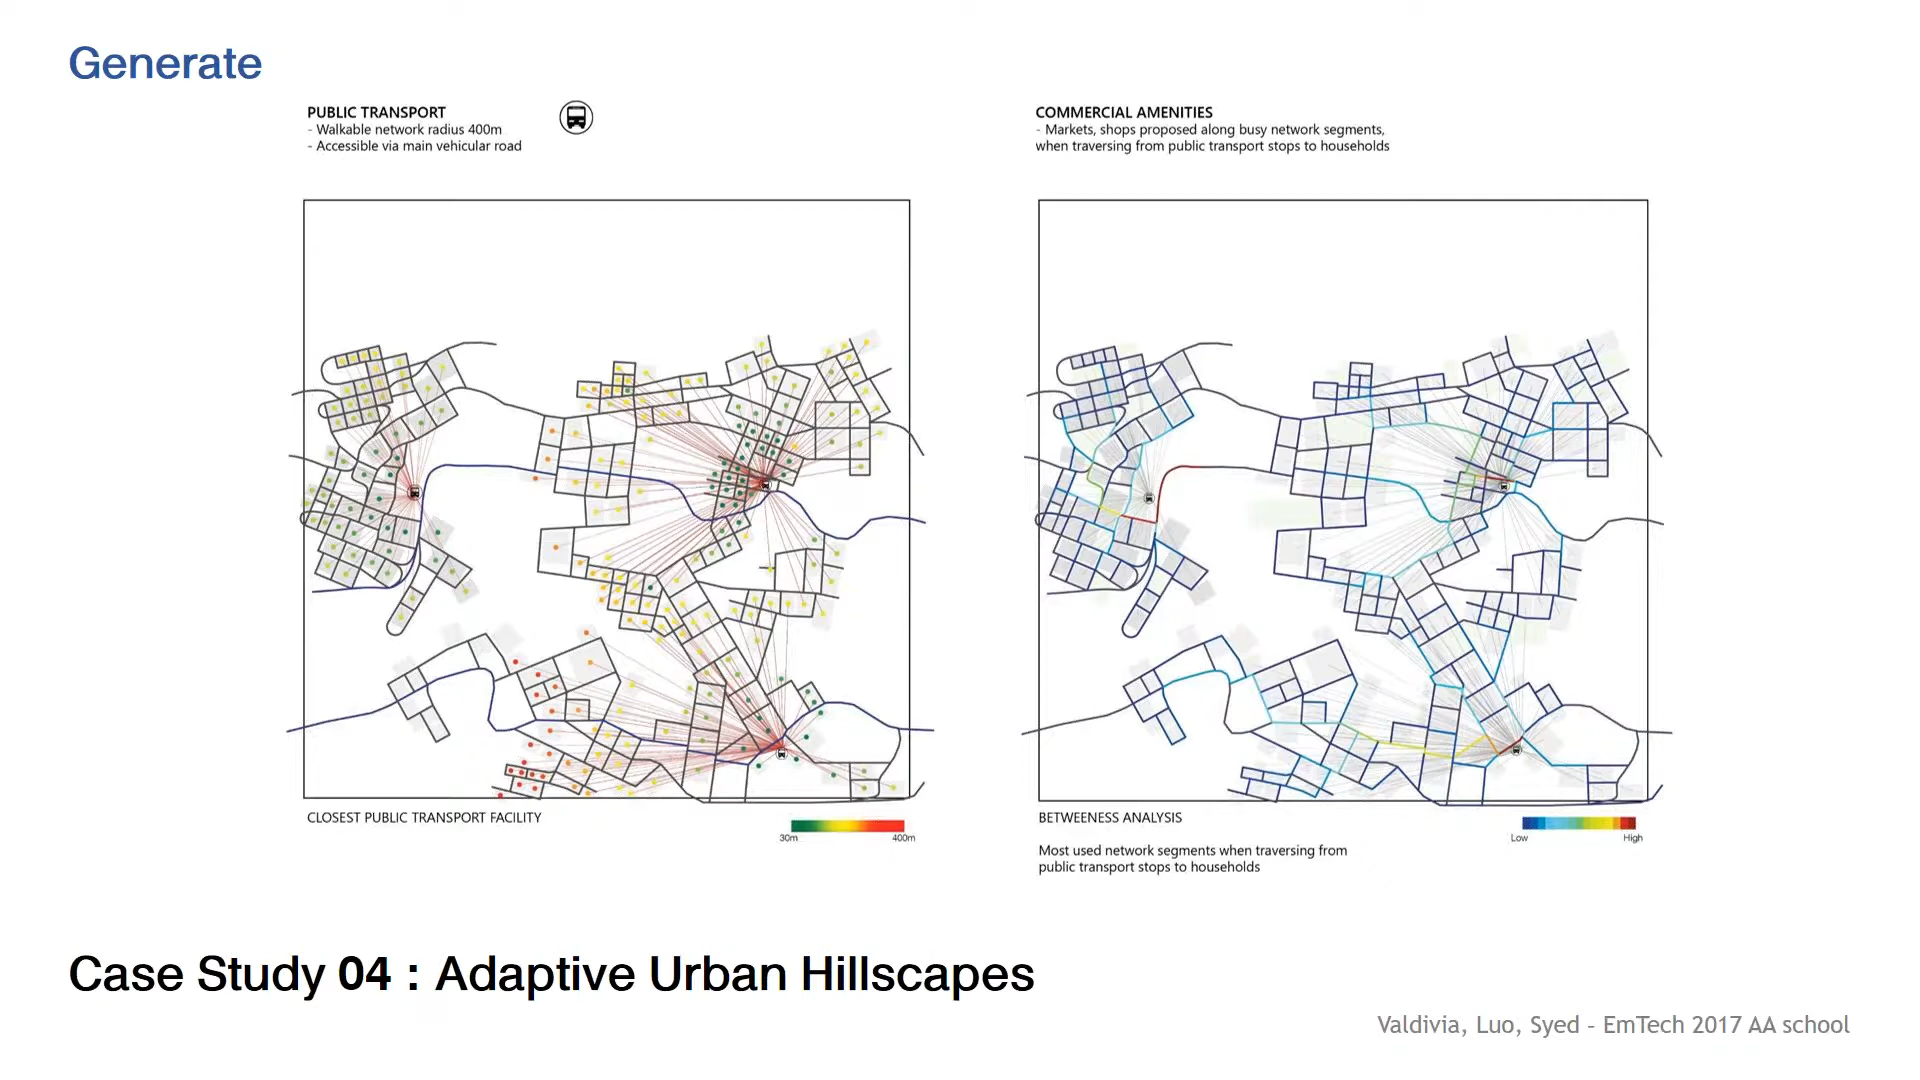 Generate
PUBLIC TRANSPORT
- Walkable network radius 400m
- Accessible via main vehicular road
COMMERCIAL AMENITIES
- Markets, shops proposed along busy network segments,
when traversing from public transport stops to households
CLOSEST PUBLIC TRANSPORT FACILITY
30m
400m
BETWEENESS ANALYSIS
Low
High
Most used network segments when traversing from
public transport stops to households
Case Study 04 : Adaptive Urban Hillscapes
Valdivia, Luo, Syed - EmTech 2017 AA school